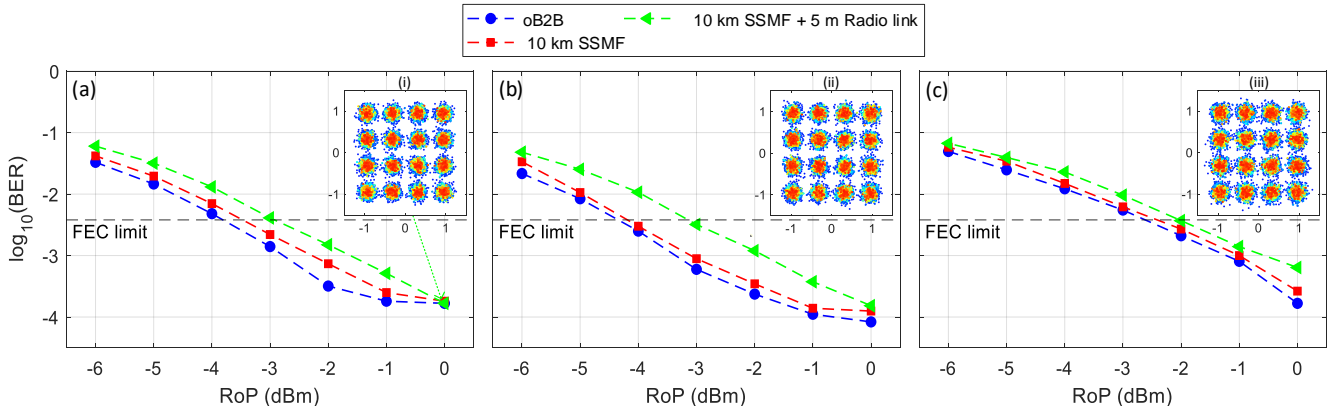 oB2B
10 km SSMF
10 km SSMF + 5 m Radio link
log10(BER)
0
-1
-2
-3
-4
(a)
(i)
1
0
-1
-1 0 1
FEC limit
-6 -5 -4 -3 -2 -1 0
RoP (dBm)
(b)
(ii)
1
0
-1
-1 0 1
FEC limit
-6 -5 -4 -3 -2 -1 0
RoP (dBm)
(c)
(iii)
1
0
-1
-1 0 1
FEC limit
-6 -5 -4 -3 -2 -1 0
RoP (dBm)